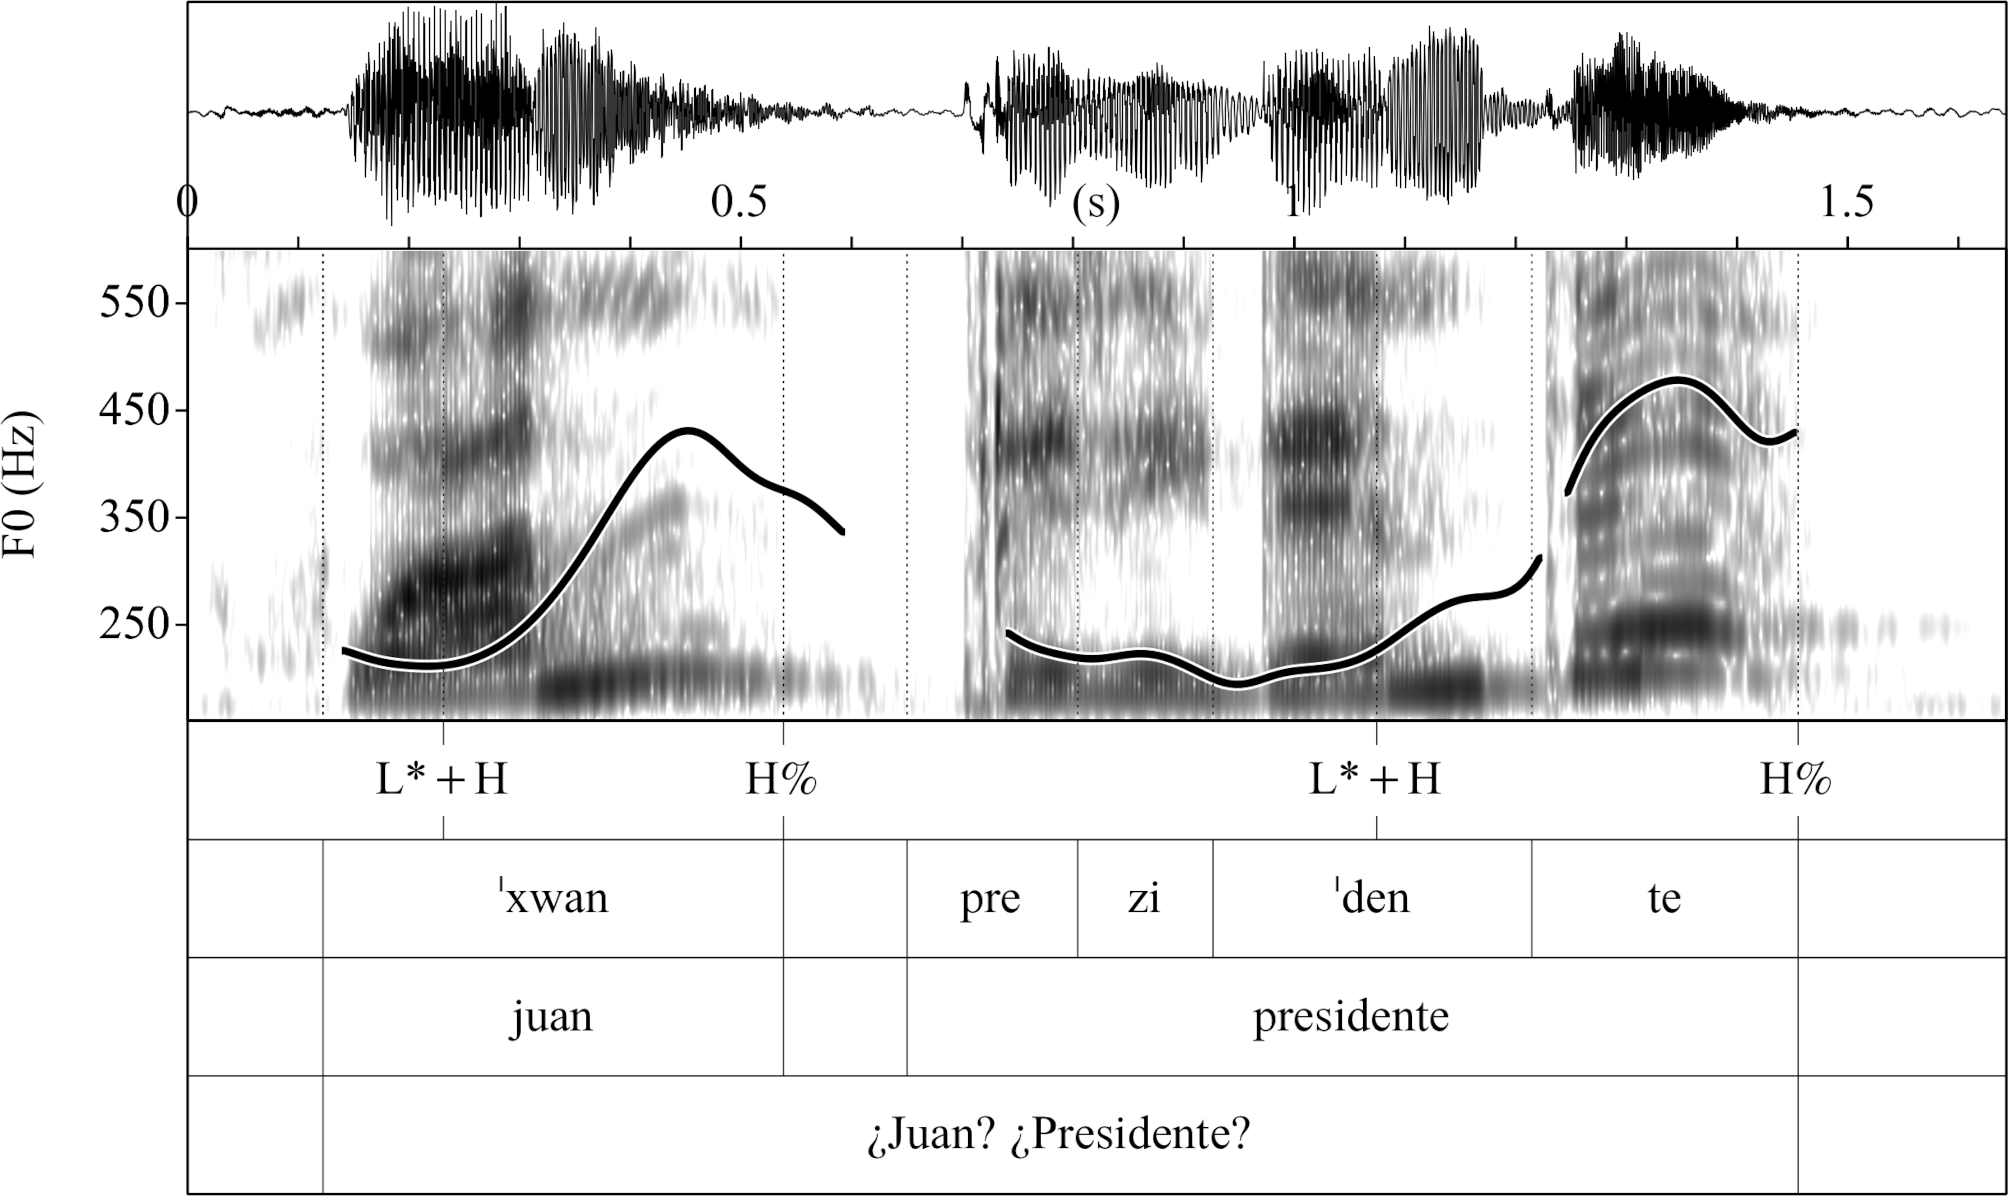 0 0.5 (s) 1 1.5
550
450
350
250
F0 (Hz)
L* + H H% L* + H H%
ˈxwan pre zi ˈden te
juan presidente
¿Juan? ¿Presidente?